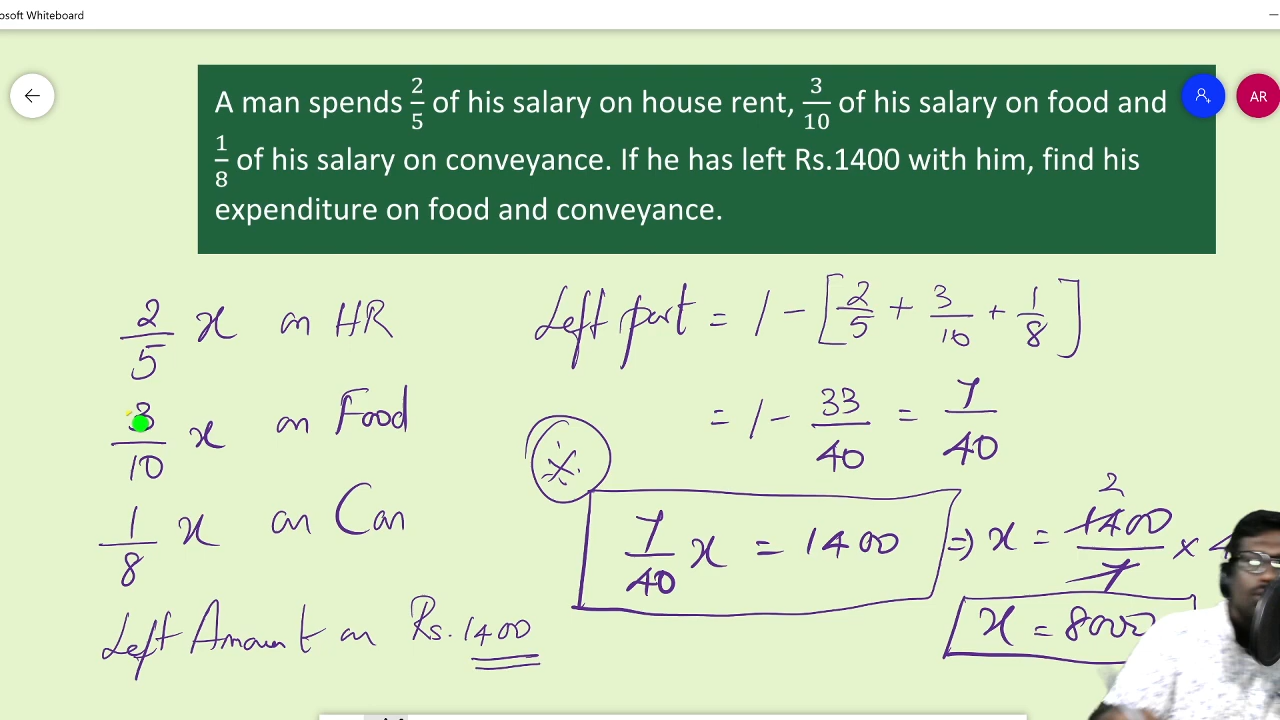 osoft Whiteboard
A man spends 2/5 of his salary on house rent, 3/10 of his salary on food and
1/8 of his salary on conveyance. If he has left Rs.1400 with him, find his
expenditure on food and conveyance.
AR
2/5 x on HR
3/10 x on Food
1/8 x on Con
Left Amount on Rs. 1400
Left part = 1 - [2/5 + 3/10 + 1/8]
= 1 - 33/40 = 7/40
7/40 x = 1400 => x = 1400/7 × 4
2
x = 8000